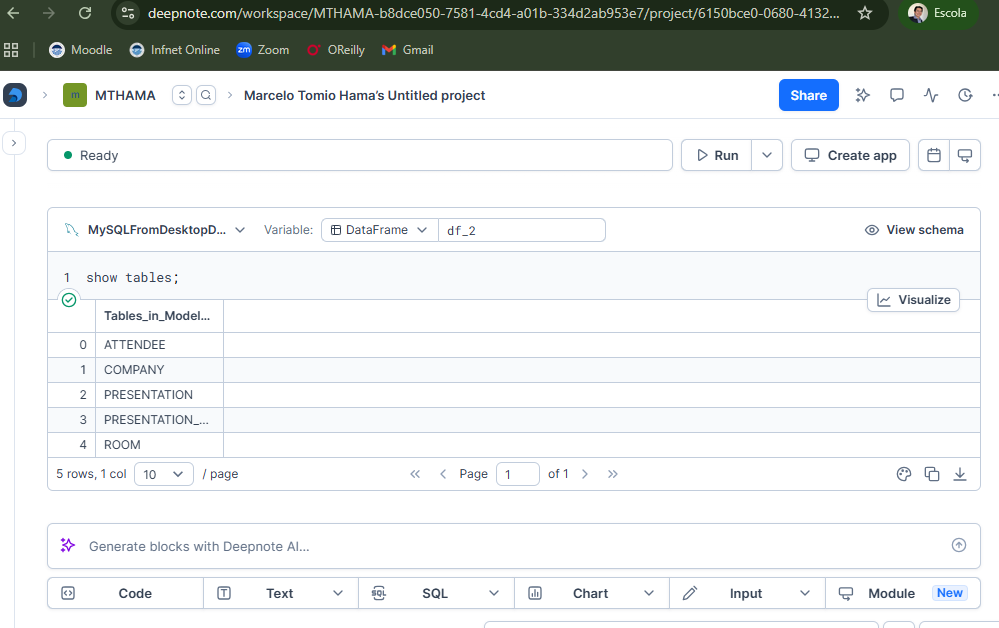 deepnote.com/workspace/MTHAMA-b8dce050-7581-4cd4-a01b-334d2ab953e7/project/6150bce0-0680-4132...
Escola
Moodle Infnet Online zm Zoom OReilly Gmail
m MTHAMA Marcelo Tomio Hama's Untitled project Share
Ready Run Create app
MySQLFromDesktopD... Variable: DataFrame df_2 View schema
1 show tables;
Visualize
Tables_in_Model...
0 ATTENDEE
1 COMPANY
2 PRESENTATION
3 PRESENTATION_...
4 ROOM
5 rows, 1 col 10 / page Page 1 of 1
Generate blocks with Deepnote AI...
Code Text SQL SQL Chart Input Module New